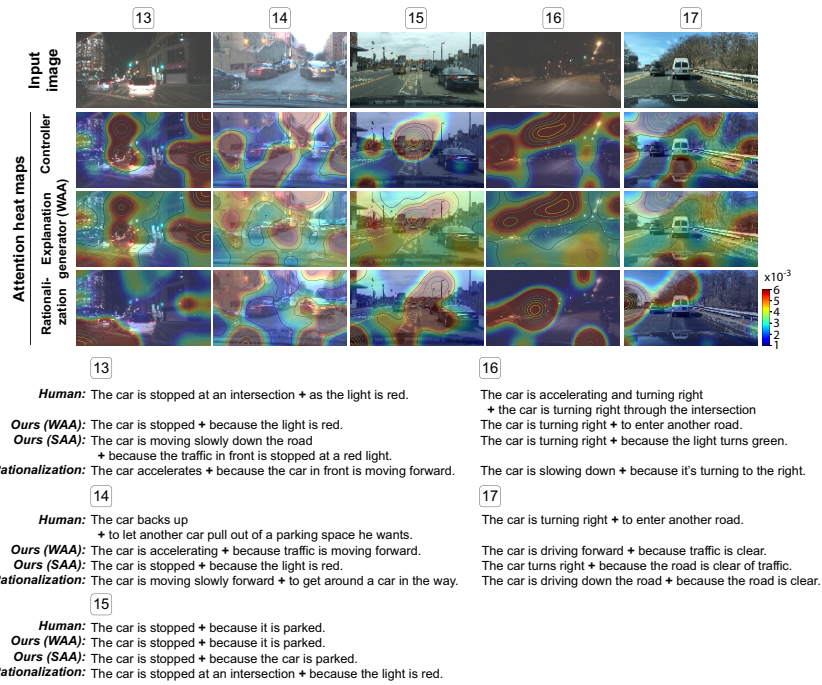 13 14 15 16 17
Input image
Attention heat maps
Controller
Explanation generator (WAA)
Rationali-zation
x10-3
6
5
4
3
2
1
13
Human: The car is stopped at an intersection + as the light is red.
Ours (WAA): The car is stopped + because the light is red.
Ours (SAA): The car is moving slowly down the road
+ because the traffic in front is stopped at a red light.
Rationalization: The car accelerates + because the car in front is moving forward.
16
The car is accelerating and turning right
+ the car is turning right through the intersection
The car is turning right + to enter another road.
The car is turning right + because the light turns green.
The car is slowing down + because it's turning to the right.
14
Human: The car backs up
+ to let another car pull out of a parking space he wants.
Ours (WAA): The car is accelerating + because traffic is moving forward.
Ours (SAA): The car is stopped + because the light is red.
Rationalization: The car is moving slowly forward + to get around a car in the way.
17
The car is turning right + to enter another road.
The car is driving forward + because traffic is clear.
The car turns right + because the road is clear of traffic.
The car is driving down the road + because the road is clear.
15
Human: The car is stopped + because it is parked.
Ours (WAA): The car is stopped + because it is parked.
Ours (SAA): The car is stopped + because the car is parked.
Rationalization: The car is stopped at an intersection + because the light is red.